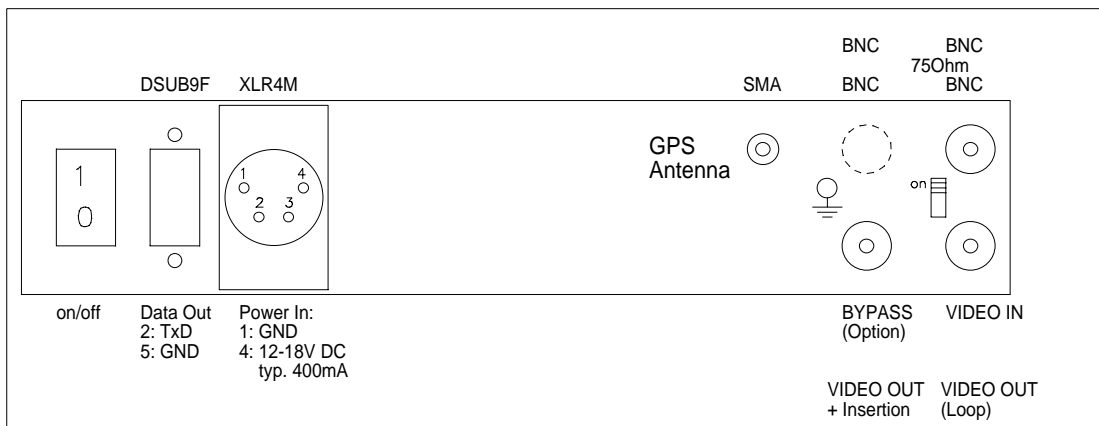 BNC BNC
75Ohm
DSUB9F XLR4M SMA BNC BNC
GPS
Antenna
1
0
1 4
2 3
on
on/off Data Out Power In: BYPASS VIDEO IN
2: TxD 1: GND (Option)
5: GND 4: 12-18V DC
typ. 400mA
VIDEO OUT VIDEO OUT
+ Insertion (Loop)